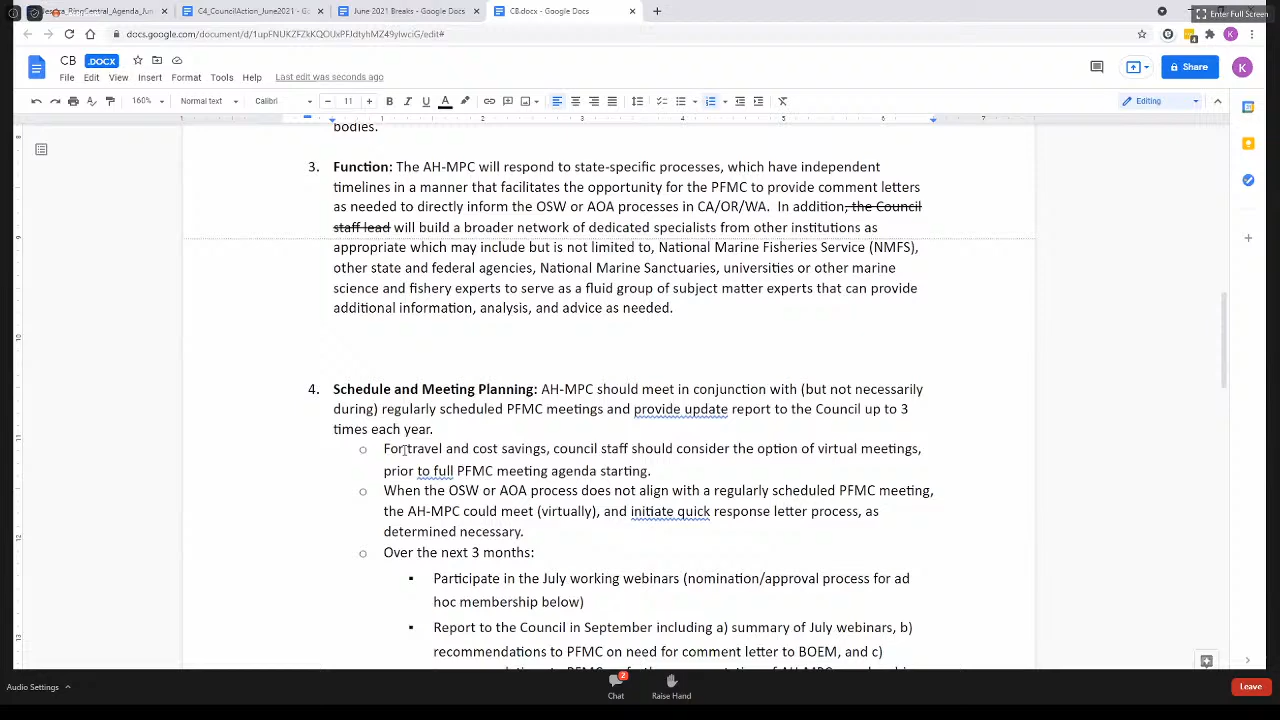 estra_RingCentral_Agenda_Jun
C4_CouncilAction_June2021 - G
June 2021 Breaks - Google Docs
CB.docx - Google Docs
Enter Full Screen
docs.google.com/document/d/1upFNUKZFZkKQOUxPFJdtyhMZ49ylwciG/edit#
CB .DOCX
File Edit View Insert Format Tools Help Last edit was seconds ago
Share
K
160% Normal text Calibri 11 Editing
bodies.
3. Function: The AH-MPC will respond to state-specific processes, which have independent
timelines in a manner that facilitates the opportunity for the PFMC to provide comment letters
as needed to directly inform the OSW or AOA processes in CA/OR/WA. In addition, the Council
staff lead will build a broader network of dedicated specialists from other institutions as
appropriate which may include but is not limited to, National Marine Fisheries Service (NMFS),
other state and federal agencies, National Marine Sanctuaries, universities or other marine
science and fishery experts to serve as a fluid group of subject matter experts that can provide
additional information, analysis, and advice as needed.
4. Schedule and Meeting Planning: AH-MPC should meet in conjunction with (but not necessarily
during) regularly scheduled PFMC meetings and provide update report to the Council up to 3
times each year.
○ For travel and cost savings, council staff should consider the option of virtual meetings,
prior to full PFMC meeting agenda starting.
○ When the OSW or AOA process does not align with a regularly scheduled PFMC meeting,
the AH-MPC could meet (virtually), and initiate quick response letter process, as
determined necessary.
○ Over the next 3 months:
▪ Participate in the July working webinars (nomination/approval process for ad
hoc membership below)
▪ Report to the Council in September including a) summary of July webinars, b)
recommendations to PFMC on need for comment letter to BOEM, and c)
Audio Settings
2
Chat
Raise Hand
Leave